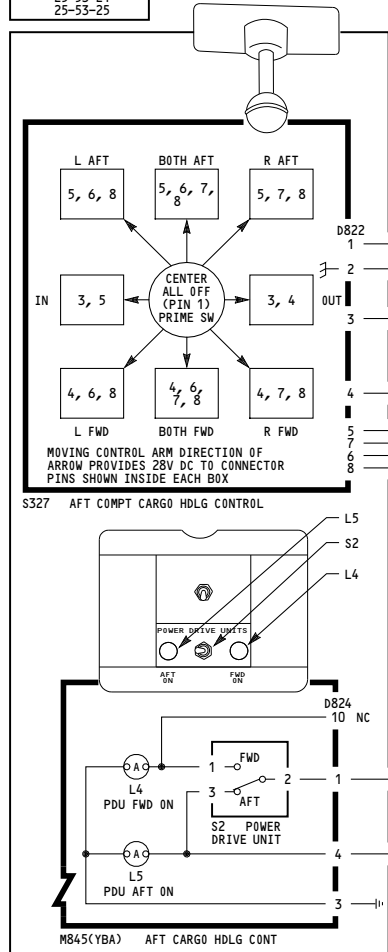 25-53-25
L AFT
BOTH AFT
R AFT
5, 6, 8
5, 6, 7,
8
5, 7, 8
D822
1
2
3
IN
3, 5
CENTER
ALL OFF
(PIN 1)
PRIME SW
3, 4
OUT
4, 6, 8
4, 6,
7, 8
4, 7, 8
4
5
7
6
8
L FWD
BOTH FWD
R FWD
MOVING CONTROL ARM DIRECTION OF
ARROW PROVIDES 28V DC TO CONNECTOR
PINS SHOWN INSIDE EACH BOX
S327 AFT COMPT CARGO HDLG CONTROL
L5
S2
L4
POWER DRIVE UNITS
AFT
ON
FWD
ON
D824
10 NC
A
L4
PDU FWD ON
1
FWD
2
1
3
AFT
S2 POWER
DRIVE UNIT
A
L5
PDU AFT ON
4
3
M845(YBA) AFT CARGO HDLG CONT